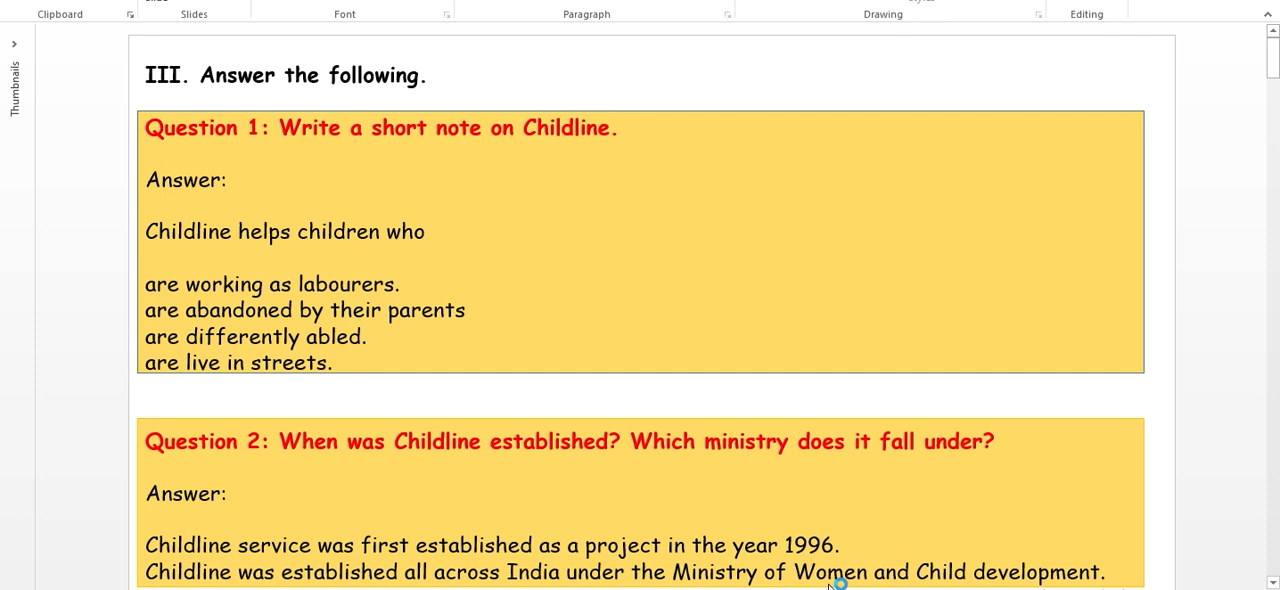 Clipboard
Slides
Font
Paragraph
Drawing
Editing
Thumbnails
III. Answer the following.
Question 1: Write a short note on Childline.
Answer:
Childline helps children who
are working as labourers.
are abandoned by their parents
are differently abled.
are live in streets.
Question 2: When was Childline established? Which ministry does it fall under?
Answer:
Childline service was first established as a project in the year 1996.
Childline was established all across India under the Ministry of Women and Child development.